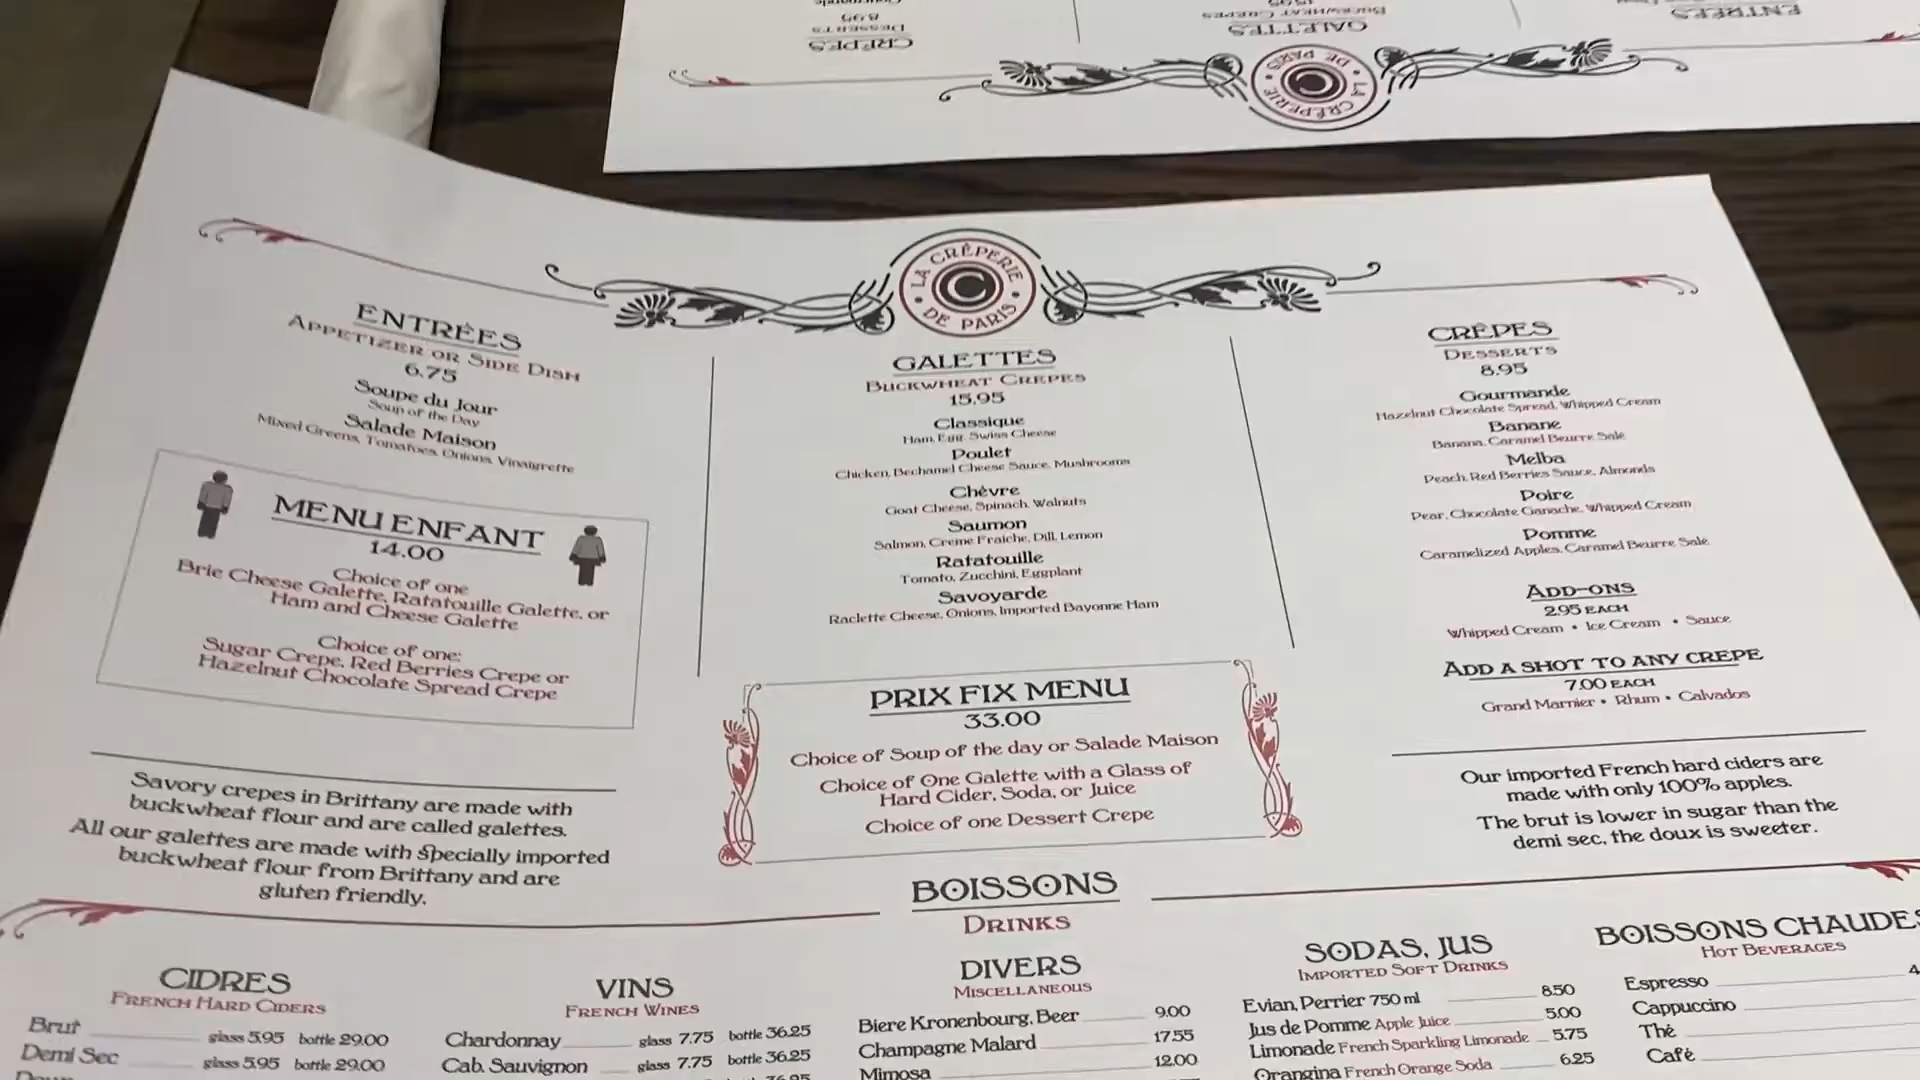 CRÊPES
DESSERTS
8.95
GALETTES
BUCKWHEAT CREPES
15.95
ENTRÉES
LA CRÊPERIE
DE PARIS
C
LA CRÊPERIE
DE PARIS
C
ENTRÉES
APPETIZER OR SIDE DISH
6.75
Soupe du Jour
Soup of the Day
Salade Maison
Mixed Greens, Tomatoes, Onions, Vinaigrette
MENU ENFANT
14.00
Choice of one
Brie Cheese Galette, Ratatouille Galette, or
Ham and Cheese Galette
Choice of one:
Sugar Crepe, Red Berries Crepe or
Hazelnut Chocolate Spread Crepe
Savory crepes in Brittany are made with
buckwheat flour and are called galettes.
All our galettes are made with specially imported
buckwheat flour from Brittany and are
gluten friendly.
GALETTES
BUCKWHEAT CREPES
15.95
Classique
Ham, Egg, Swiss Cheese
Poulet
Chicken, Bechamel Cheese Sauce, Mushrooms
Chèvre
Goat Cheese, Spinach, Walnuts
Saumon
Salmon, Creme Fraiche, Dill, Lemon
Ratatouille
Tomato, Zucchini, Eggplant
Savoyarde
Raclette Cheese, Onions, Imported Bayonne Ham
PRIX FIX MENU
33.00
Choice of Soup of the day or Salade Maison
Choice of One Galette with a Glass of
Hard Cider, Soda, or Juice
Choice of one Dessert Crepe
CRÊPES
DESSERTS
8.95
Gourmande
Hazelnut Chocolate Spread, Whipped Cream
Banane
Banana, Caramel Beurre Sale
Melba
Peach, Red Berries Sauce, Almonds
Poire
Pear, Chocolate Ganache, Whipped Cream
Pomme
Caramelized Apples, Caramel Beurre Sale
ADD-ONS
2.95 EACH
Whipped Cream • Ice Cream • Sauce
ADD A SHOT TO ANY CREPE
7.00 EACH
Grand Marnier • Rhum • Calvados
Our imported French hard ciders are
made with only 100% apples.
The brut is lower in sugar than the
demi sec, the doux is sweeter.
BOISSONS
DRINKS
CIDRES
FRENCH HARD CIDERS
Brut glass 5.95 bottle 29.00
Demi Sec glass 5.95 bottle 29.00
VINS
FRENCH WINES
Chardonnay glass 7.75 bottle 36.25
Cab. Sauvignon glass 7.75 bottle 36.25
DIVERS
MISCELLANEOUS
Biere Kronenbourg, Beer 9.00
Champagne Malard 17.55
Mimosa 12.00
SODAS, JUS
IMPORTED SOFT DRINKS
Evian, Perrier 750 ml 8.50
Jus de Pomme Apple Juice 5.00
Limonade French Sparkling Limonade 5.75
Orangina French Orange Soda 6.25
BOISSONS CHAUDES
HOT BEVERAGES
Espresso
Cappuccino
Thé
Café